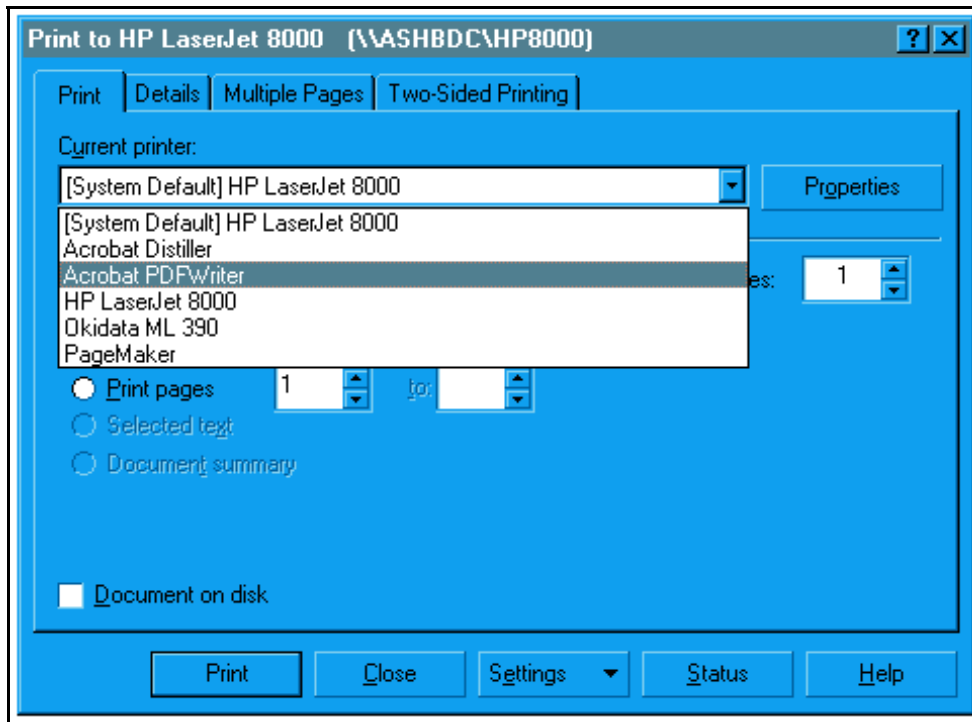 Print to HP LaserJet 8000 (\\ASHBDC\HP8000)
Print Details Multiple Pages Two-Sided Printing
Current printer:
[System Default] HP LaserJet 8000 Properties
[System Default] HP LaserJet 8000
Acrobat Distiller
Acrobat PDFWriter
es: 1
HP LaserJet 8000
Okidata ML 390
PageMaker
Print pages 1 to:
Selected text
Document summary
Document on disk
Print Close Settings Status Help